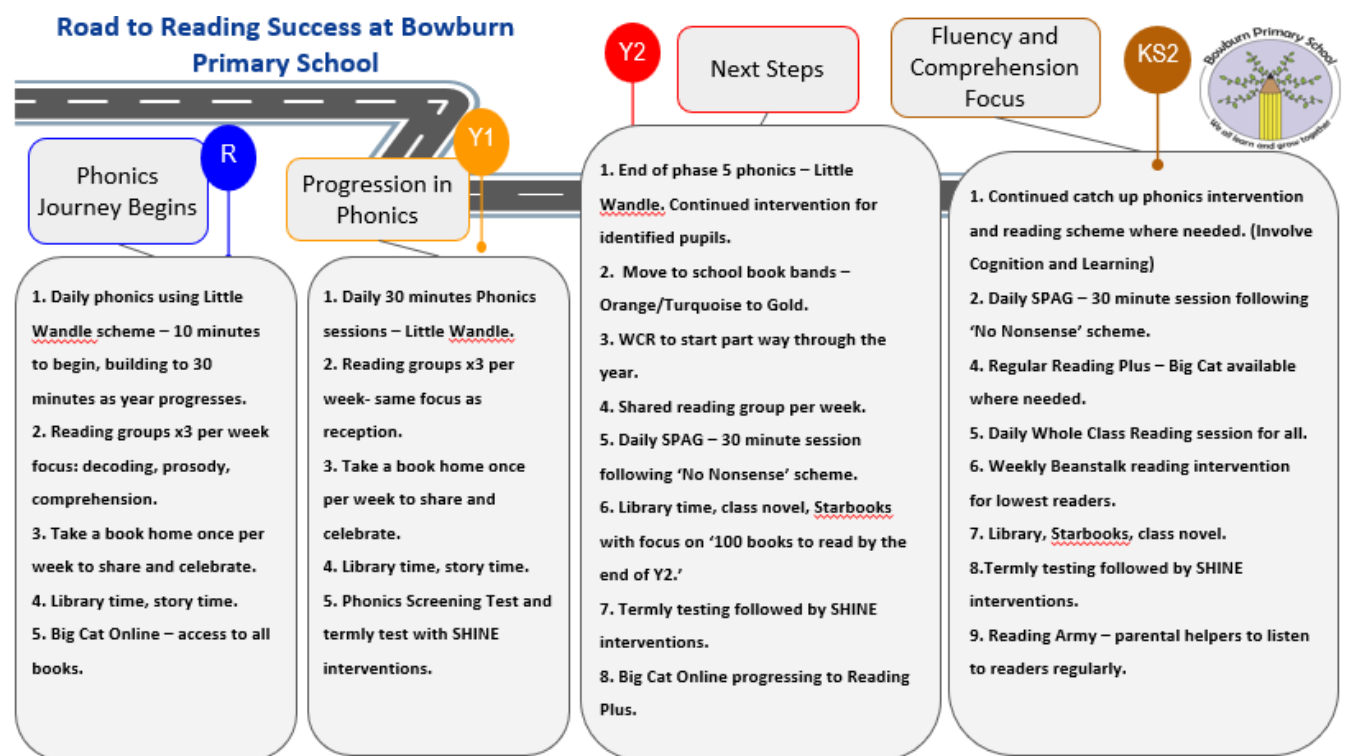 Road to Reading Success at Bowburn
Primary School
R
Phonics
Journey Begins
1. Daily phonics using Little
Wandle scheme – 10 minutes
to begin, building to 30
minutes as year progresses.
2. Reading groups x3 per week
focus: decoding, prosody,
comprehension.
3. Take a book home once per
week to share and celebrate.
4. Library time, story time.
5. Big Cat Online – access to all
books.
Y1
Progression in
Phonics
1. Daily 30 minutes Phonics
sessions – Little Wandle.
2. Reading groups x3 per
week- same focus as
reception.
3. Take a book home once
per week to share and
celebrate.
4. Library time, story time.
5. Phonics Screening Test and
termly test with SHINE
interventions.
Y2
Next Steps
1. End of phase 5 phonics – Little
Wandle. Continued intervention for
identified pupils.
2.  Move to school book bands –
Orange/Turquoise to Gold.
3. WCR to start part way through the
year.
4. Shared reading group per week.
5. Daily SPAG – 30 minute session
following ‘No Nonsense’ scheme.
6. Library time, class novel, Starbooks
with focus on ‘100 books to read by the
end of Y2.’
7. Termly testing followed by SHINE
interventions.
8. Big Cat Online progressing to Reading
Plus.
Fluency and
Comprehension
Focus
KS2
1. Continued catch up phonics intervention
and reading scheme where needed. (Involve
Cognition and Learning)
2. Daily SPAG – 30 minute session following
‘No Nonsense’ scheme.
4. Regular Reading Plus – Big Cat available
where needed.
5. Daily Whole Class Reading session for all.
6. Weekly Beanstalk reading intervention
for lowest readers.
7. Library, Starbooks, class novel.
8.Termly testing followed by SHINE
interventions.
9. Reading Army – parental helpers to listen
to readers regularly.
Bowburn Primary School
We all learn and grow together